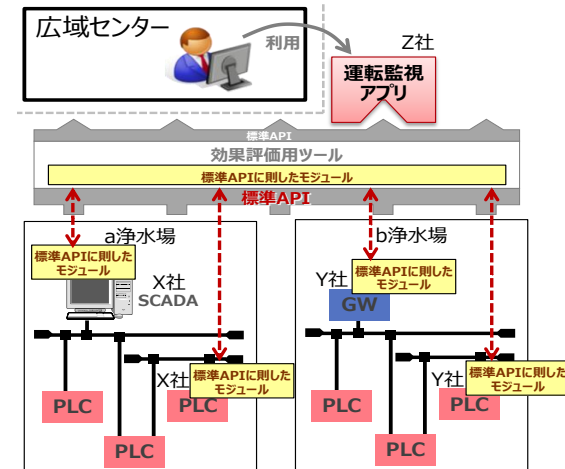 広域センター
利用
Z社
運転監視
アプリ
標準API
効果評価用ツール
標準APIに則したモジュール
標準API
a浄水場
標準APIに則した
モジュール
X社
SCADA
X社
標準APIに則した
モジュール
PLC
PLC
PLC
b浄水場
Y社
標準APIに則した
モジュール
GW
Y社
標準APIに則した
モジュール
PLC
PLC
PLC